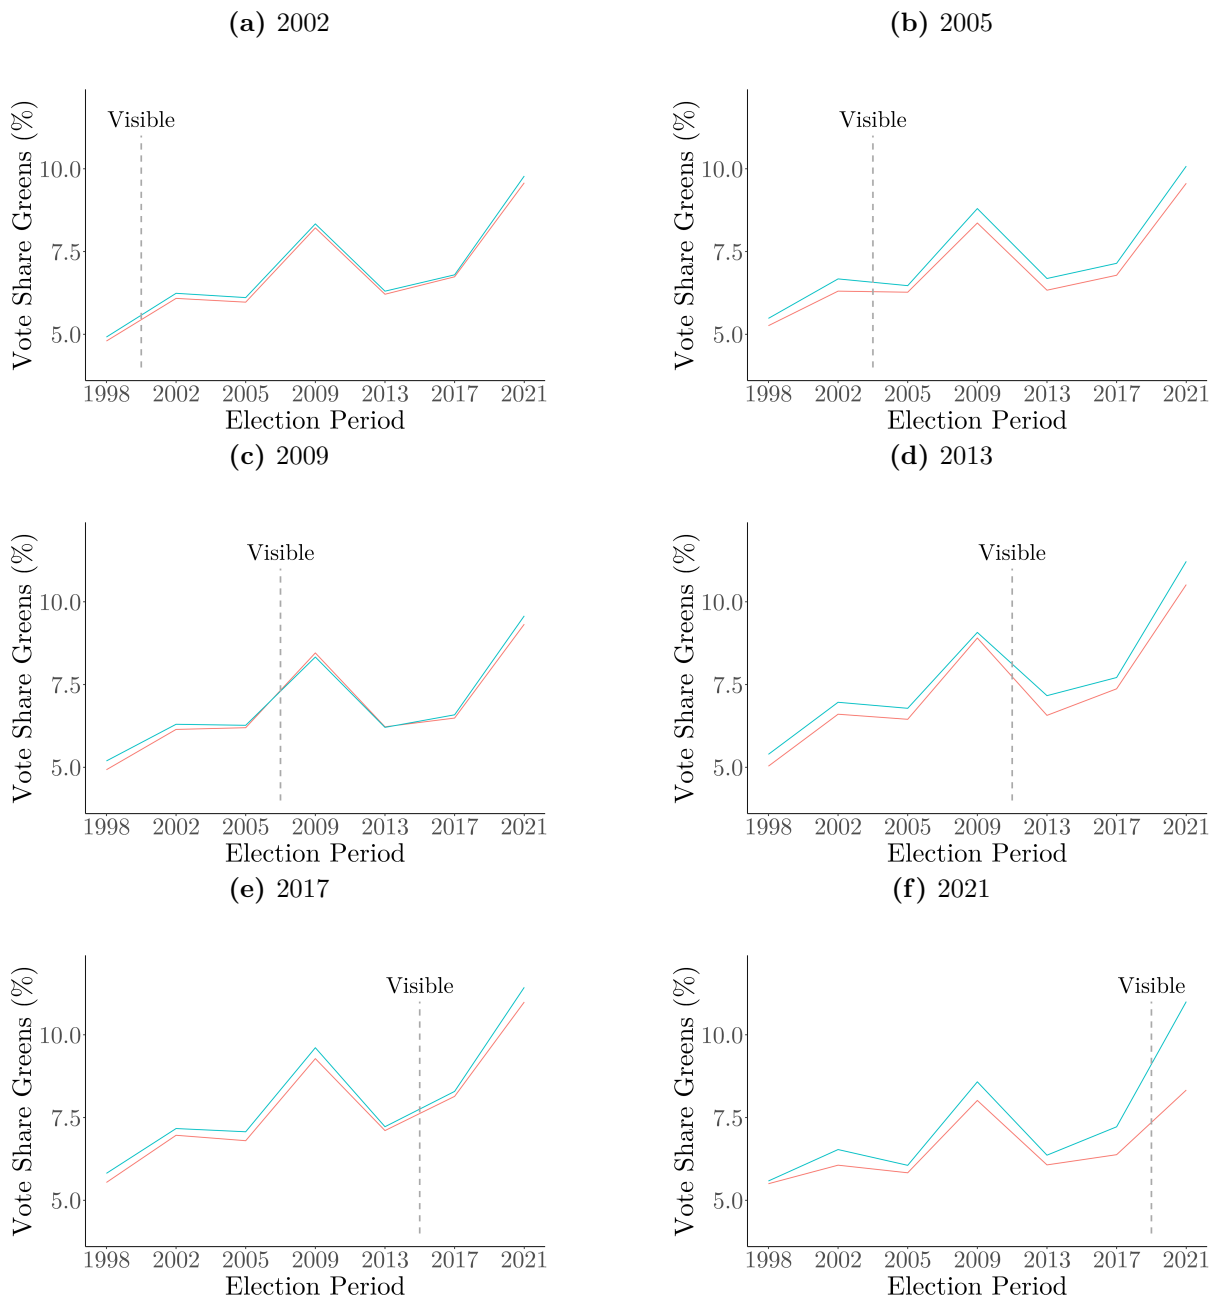 (a) 2002
Visible
Vote Share Greens (%)
10.0
7.5
5.0
1998 2002 2005 2009 2013 2017 2021
Election Period
(b) 2005
Visible
Vote Share Greens (%)
10.0
7.5
5.0
1998 2002 2005 2009 2013 2017 2021
Election Period
(c) 2009
Visible
Vote Share Greens (%)
10.0
7.5
5.0
1998 2002 2005 2009 2013 2017 2021
Election Period
(d) 2013
Visible
Vote Share Greens (%)
10.0
7.5
5.0
1998 2002 2005 2009 2013 2017 2021
Election Period
(e) 2017
Visible
Vote Share Greens (%)
10.0
7.5
5.0
1998 2002 2005 2009 2013 2017 2021
Election Period
(f) 2021
Visible
Vote Share Greens (%)
10.0
7.5
5.0
1998 2002 2005 2009 2013 2017 2021
Election Period